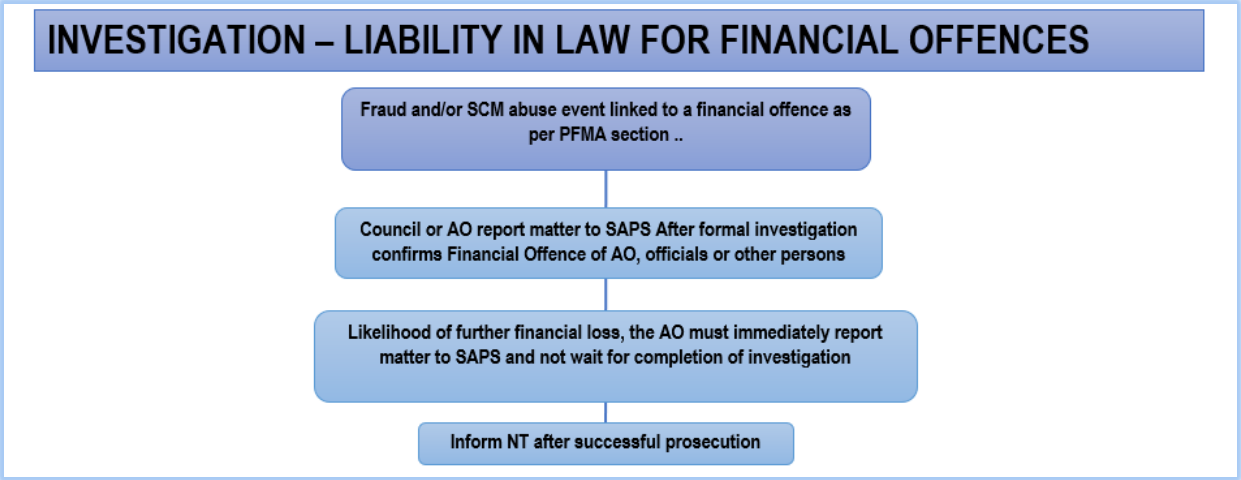 INVESTIGATION – LIABILITY IN LAW FOR FINANCIAL OFFENCES
Fraud and/or SCM abuse event linked to a financial offence as
per PFMA section ..
Council or AO report matter to SAPS After formal investigation
confirms Financial Offence of AO, officials or other persons
Likelihood of further financial loss, the AO must immediately report
matter to SAPS and not wait for completion of investigation
Inform NT after successful prosecution